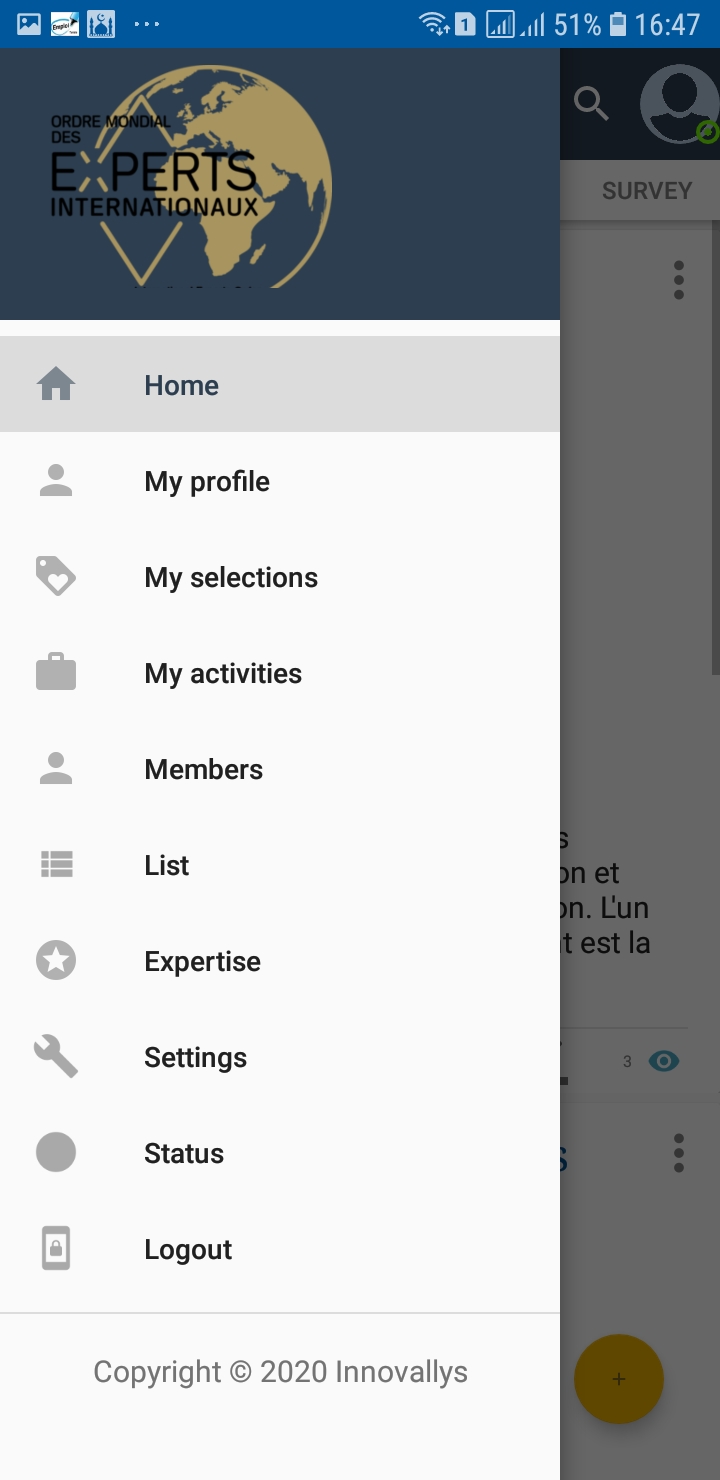 1 51% 16:47
ORDRE MONDIAL
DES
EXPERTS
INTERNATIONAUX
SURVEY
Home
My profile
My selections
My activities
Members
List
Expertise
Settings
Status
Logout
Copyright © 2020 Innovallys
s
on et
on. L'un
t est la
3
s
+